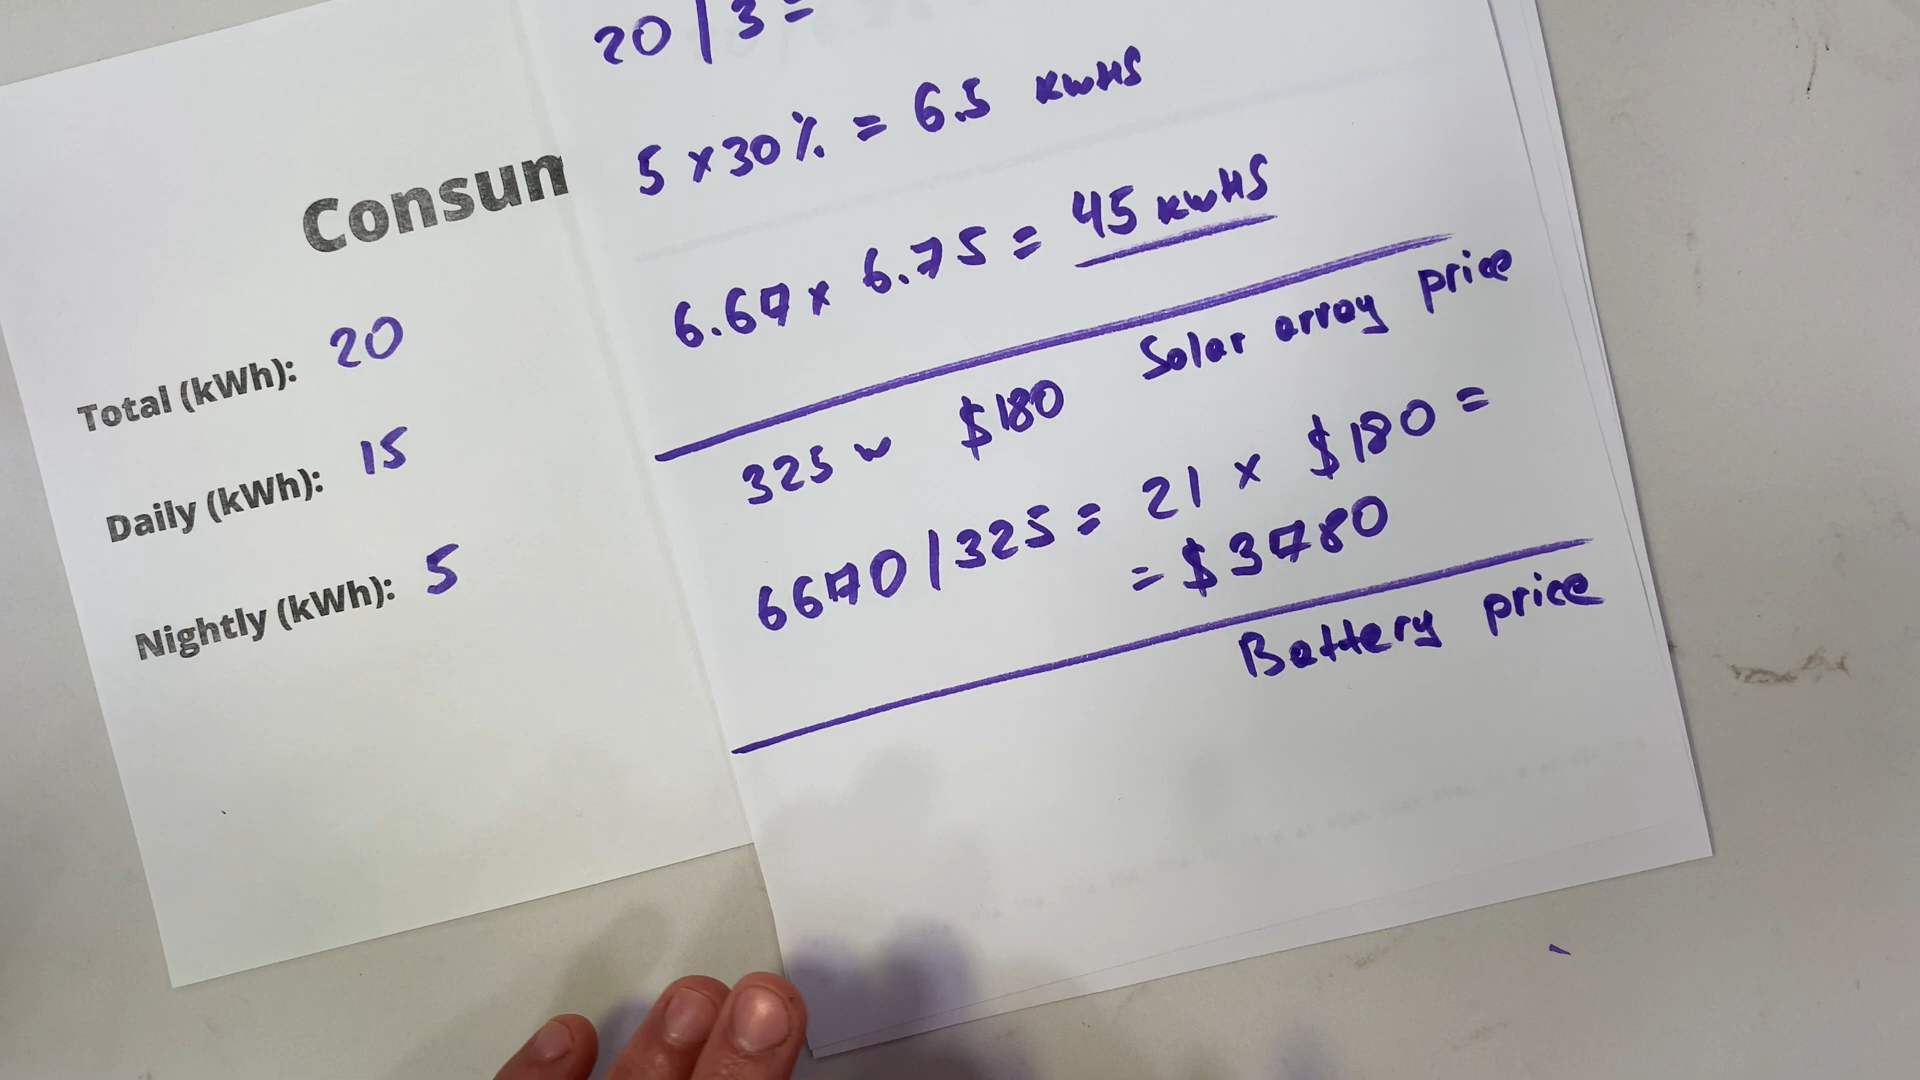 Consum
Total (kWh): 20
Daily (kWh): 15
Nightly (kWh): 5
20 / 3 =
5 x 30% = 6.5 KWHS
6.67 x 6.75 = 45 KWHS
Solar array price
325 w $180
6670 / 325 = 21 x $180 =
= $3780
Battery price